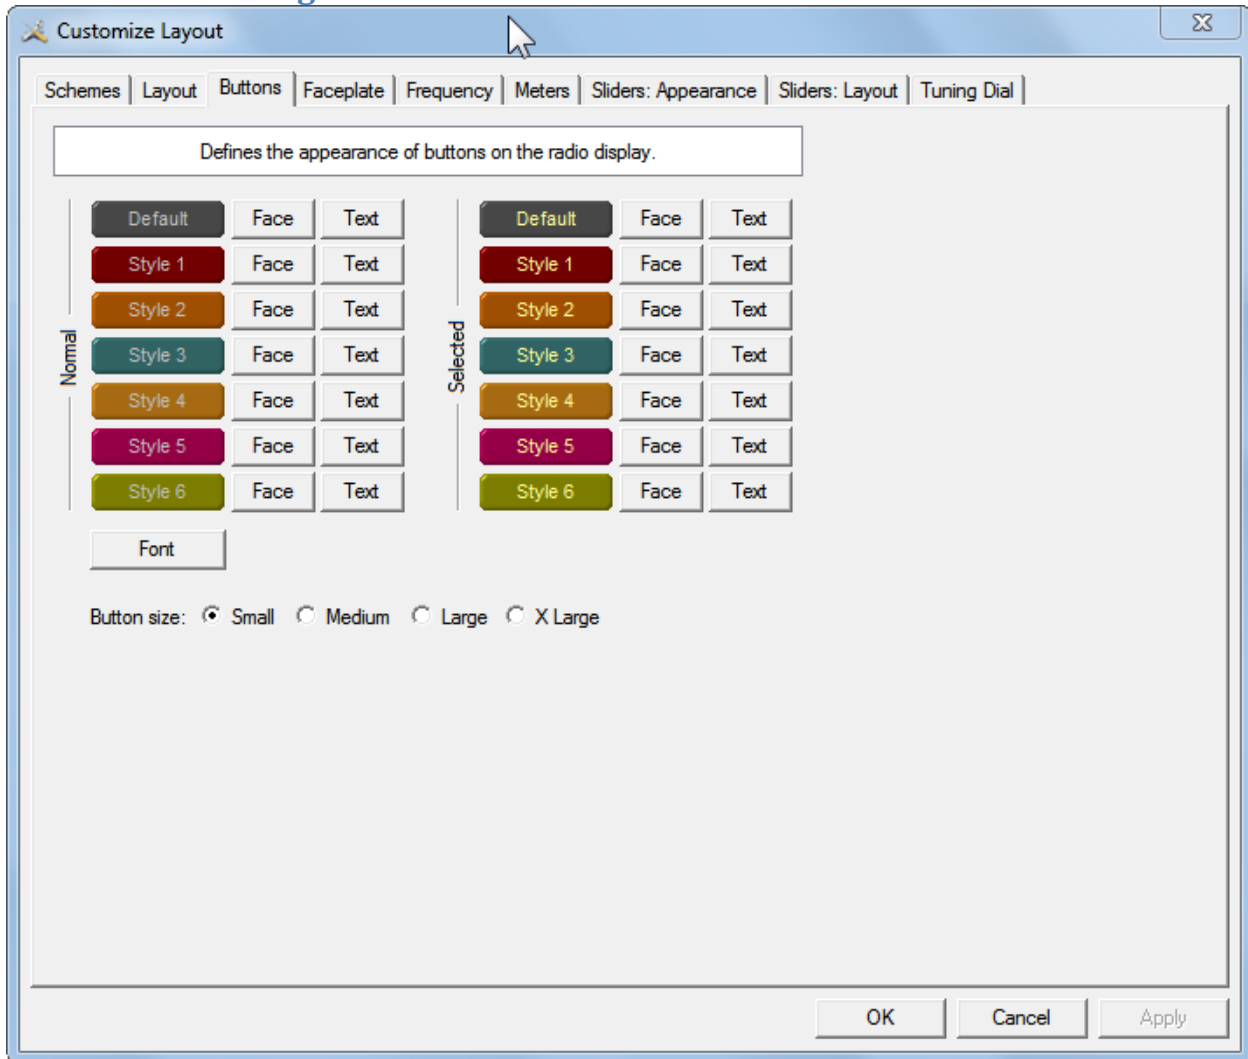 Customize Layout
Schemes Layout Buttons Faceplate Frequency Meters Sliders: Appearance Sliders: Layout Tuning Dial
Defines the appearance of buttons on the radio display.
Normal
Default Face Text
Style 1 Face Text
Style 2 Face Text
Style 3 Face Text
Style 4 Face Text
Style 5 Face Text
Style 6 Face Text
Selected
Default Face Text
Style 1 Face Text
Style 2 Face Text
Style 3 Face Text
Style 4 Face Text
Style 5 Face Text
Style 6 Face Text
Font
Button size: Small Medium Large X Large
OK Cancel Apply